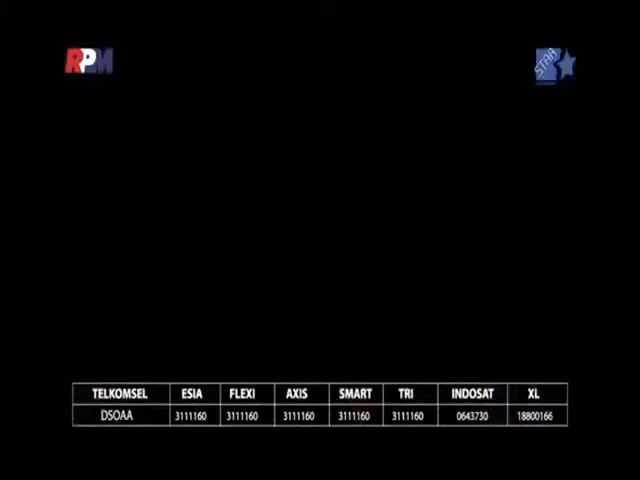 RPM
STAR
TELKOMSEL ESIA FLEXI AXIS SMART TRI INDOSAT XL
DSOAA 3111160 3111160 3111160 3111160 3111160 0643730 18800166